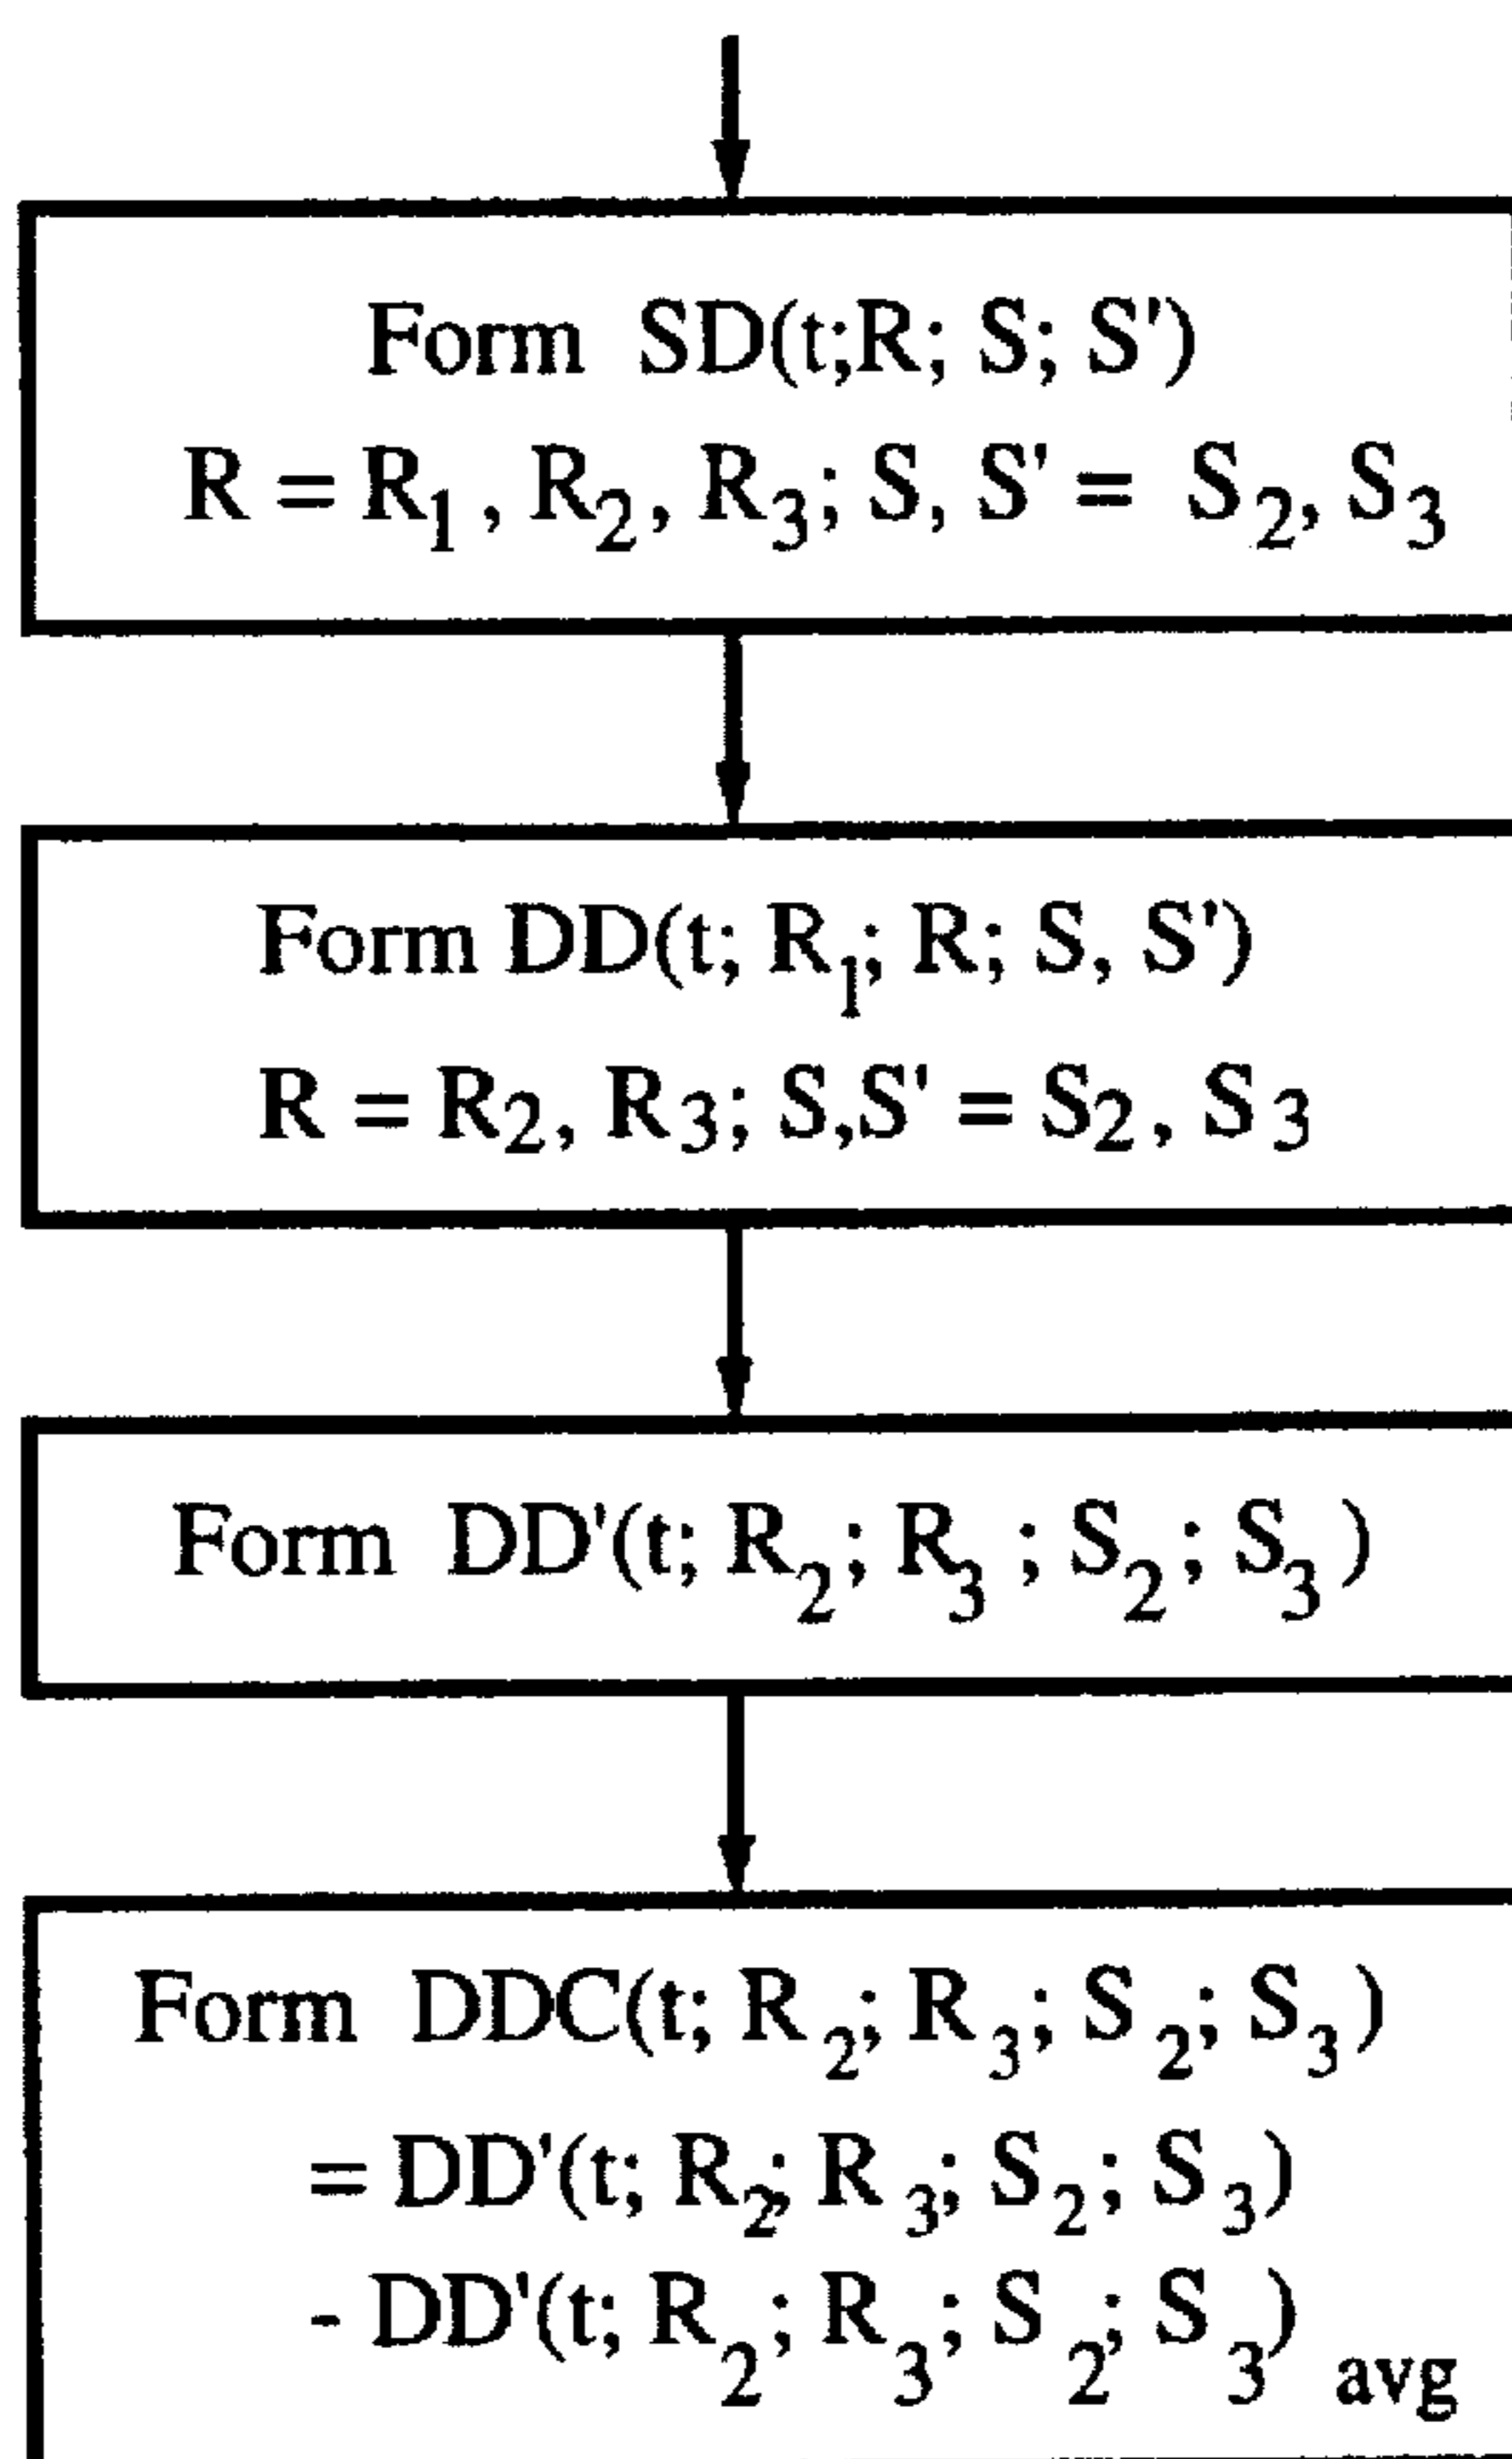 Form SD(t;R; S; S')
R = R₁ , R₂, R₃; S, S' = S₂, S₃
Form DD(t; R₁; R; S, S')
R = R₂, R₃; S,S' = S₂ , S₃
Form DD'(t; R₂; R₃ ; S₂ ; S₃ )
Form DDC(t; R₂; R₃; S₂; S₃ )
= DD'(t; R₂; R₃; S₂; S₃)
- DD'(t; R₂; R₃; S₂; S₃) avg